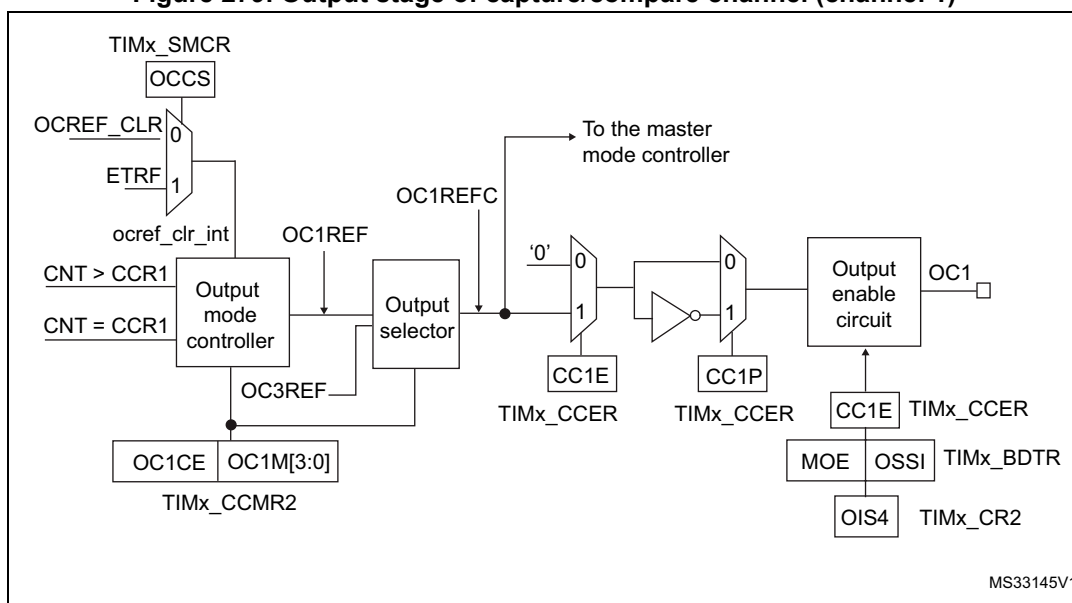 Output stage of capture/compare channel (channel 1)
TIMx_SMCR
OCCS
OCREF_CLR
0
ETRF
1
ocref_clr_int
To the master
mode controller
OC1REFC
OC1REF
CNT > CCR1
CNT = CCR1
Output
mode
controller
Output
selector
OC3REF
‘0’
0
1
0
1
Output
enable
circuit
OC1
CC1E
TIMx_CCER
CC1P
TIMx_CCER
CC1E
TIMx_CCER
MOE
OSSI
TIMx_BDTR
OIS4
TIMx_CR2
OC1CE
OC1M[3:0]
TIMx_CCMR2
MS33145V1